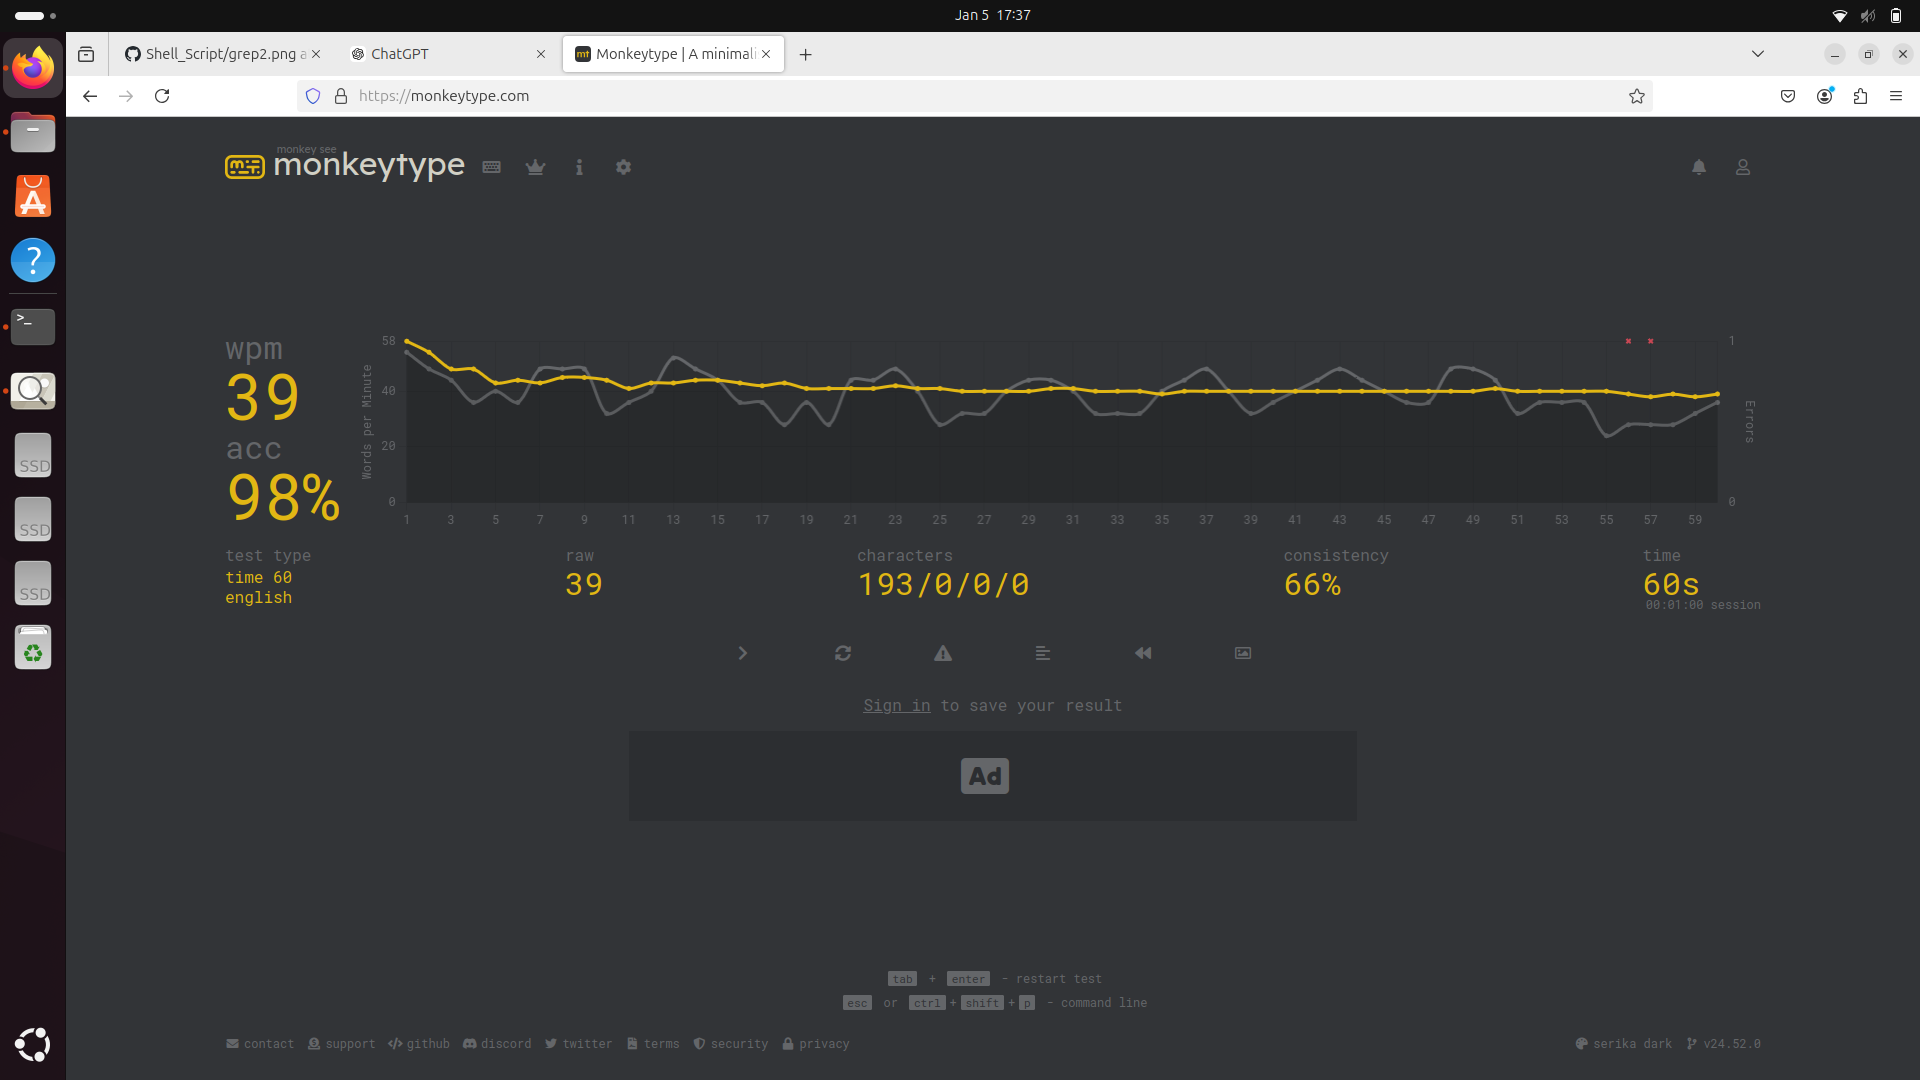 Jan 5 17:37
Shell_Script/grep2.png a
ChatGPT
Monkeytype | A minimali
https://monkeytype.com
monkey see
monkeytype
wpm
39
acc
98%
58
40
20
0
Words per Minute
1
0
Errors
1 3 5 7 9 11 13 15 17 19 21 23 25 27 29 31 33 35 37 39 41 43 45 47 49 51 53 55 57 59
test type
time 60
english
raw
39
characters
193/0/0/0
consistency
66%
time
60s
00:01:00 session
Sign in to save your result
Ad
tab + enter - restart test
esc or ctrl + shift + p - command line
contact support github discord twitter terms security privacy
serika dark v24.52.0
SSD
SSD
SSD